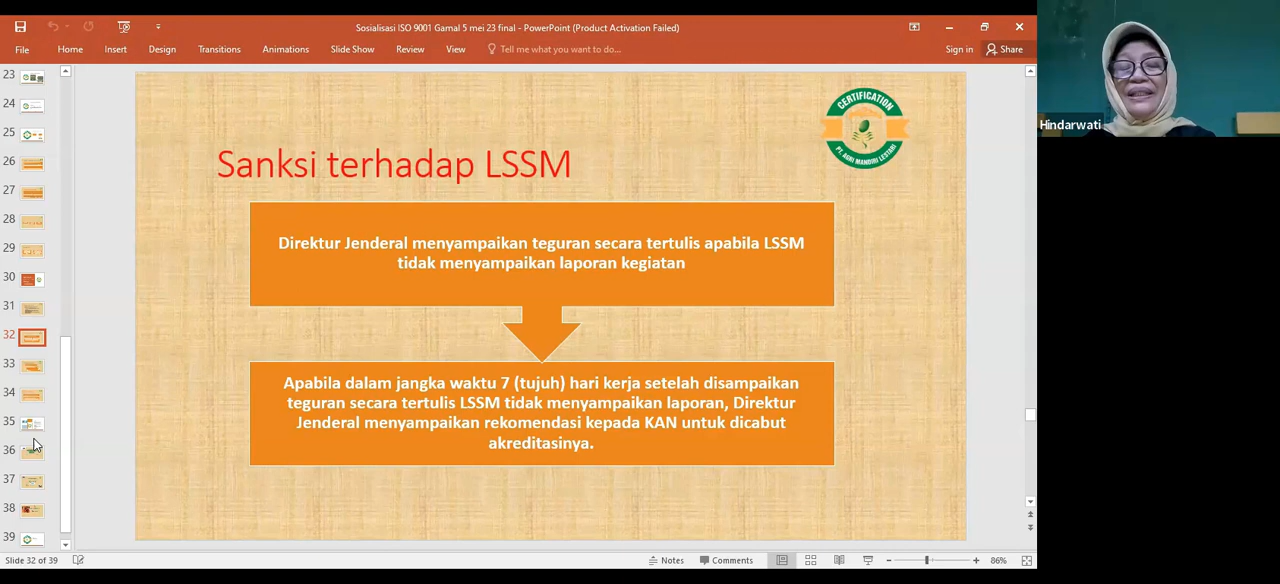 Sosialisasi ISO 9001 Gamal 5 mei 23 final - PowerPoint (Product Activation Failed)
File Home Insert Design Transitions Animations Slide Show Review View Tell me what you want to do... Sign in Share
Hindarwati
23
24
25
26
27
28
29
30
31
32
33
34
35
36
37
38
39
CERTIFICATION
PT. AGRI MANDIRI LESTARI
Sanksi terhadap LSSM
Direktur Jenderal menyampaikan teguran secara tertulis apabila LSSM
tidak menyampaikan laporan kegiatan
Apabila dalam jangka waktu 7 (tujuh) hari kerja setelah disampaikan
teguran secara tertulis LSSM tidak menyampaikan laporan, Direktur
Jenderal menyampaikan rekomendasi kepada KAN untuk dicabut
akreditasinya.
Slide 32 of 39 Notes Comments 86%